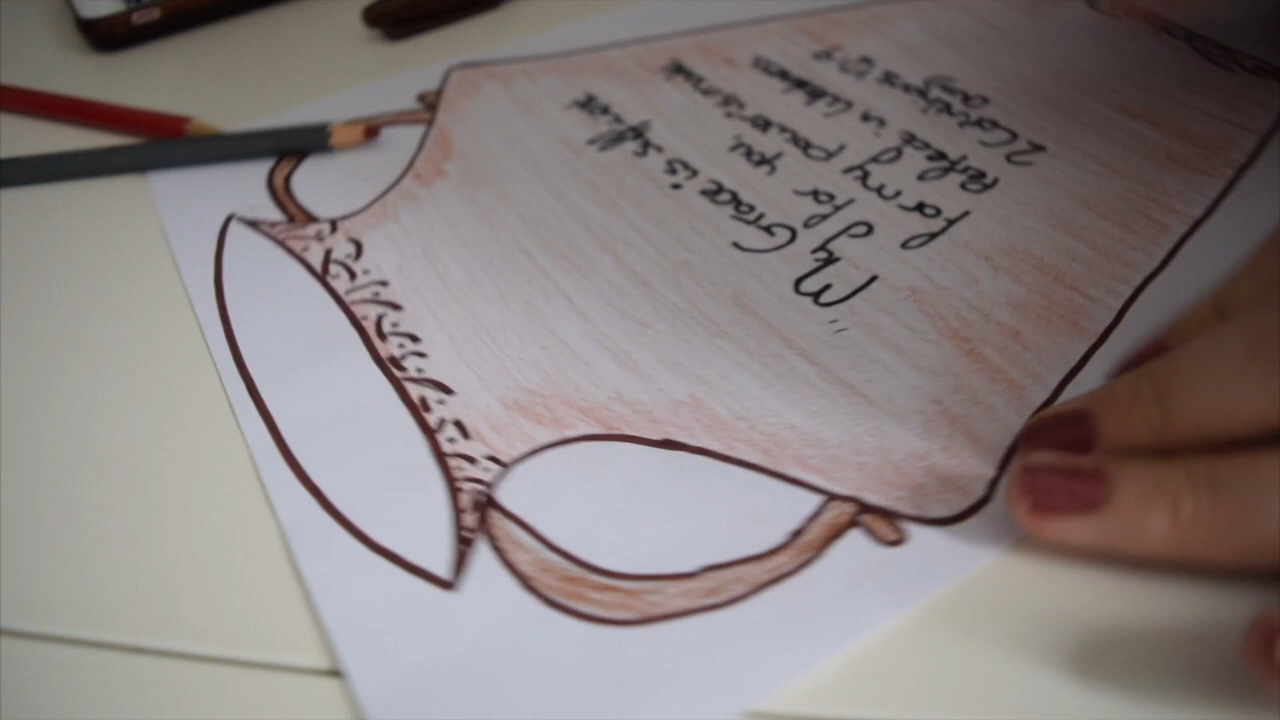 "My Grace is sufficient
for you,
for my power is made
Perfect in weakness
2 Corinthians 12:9